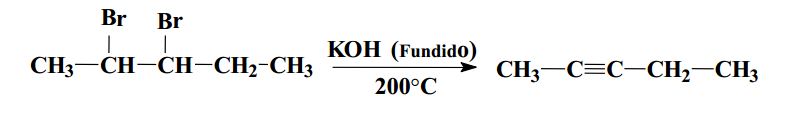 Br Br
CH₃—CH—CH—CH₂-CH₃
KOH (Fundido)
200°C
CH₃—C≡C—CH₂—CH₃